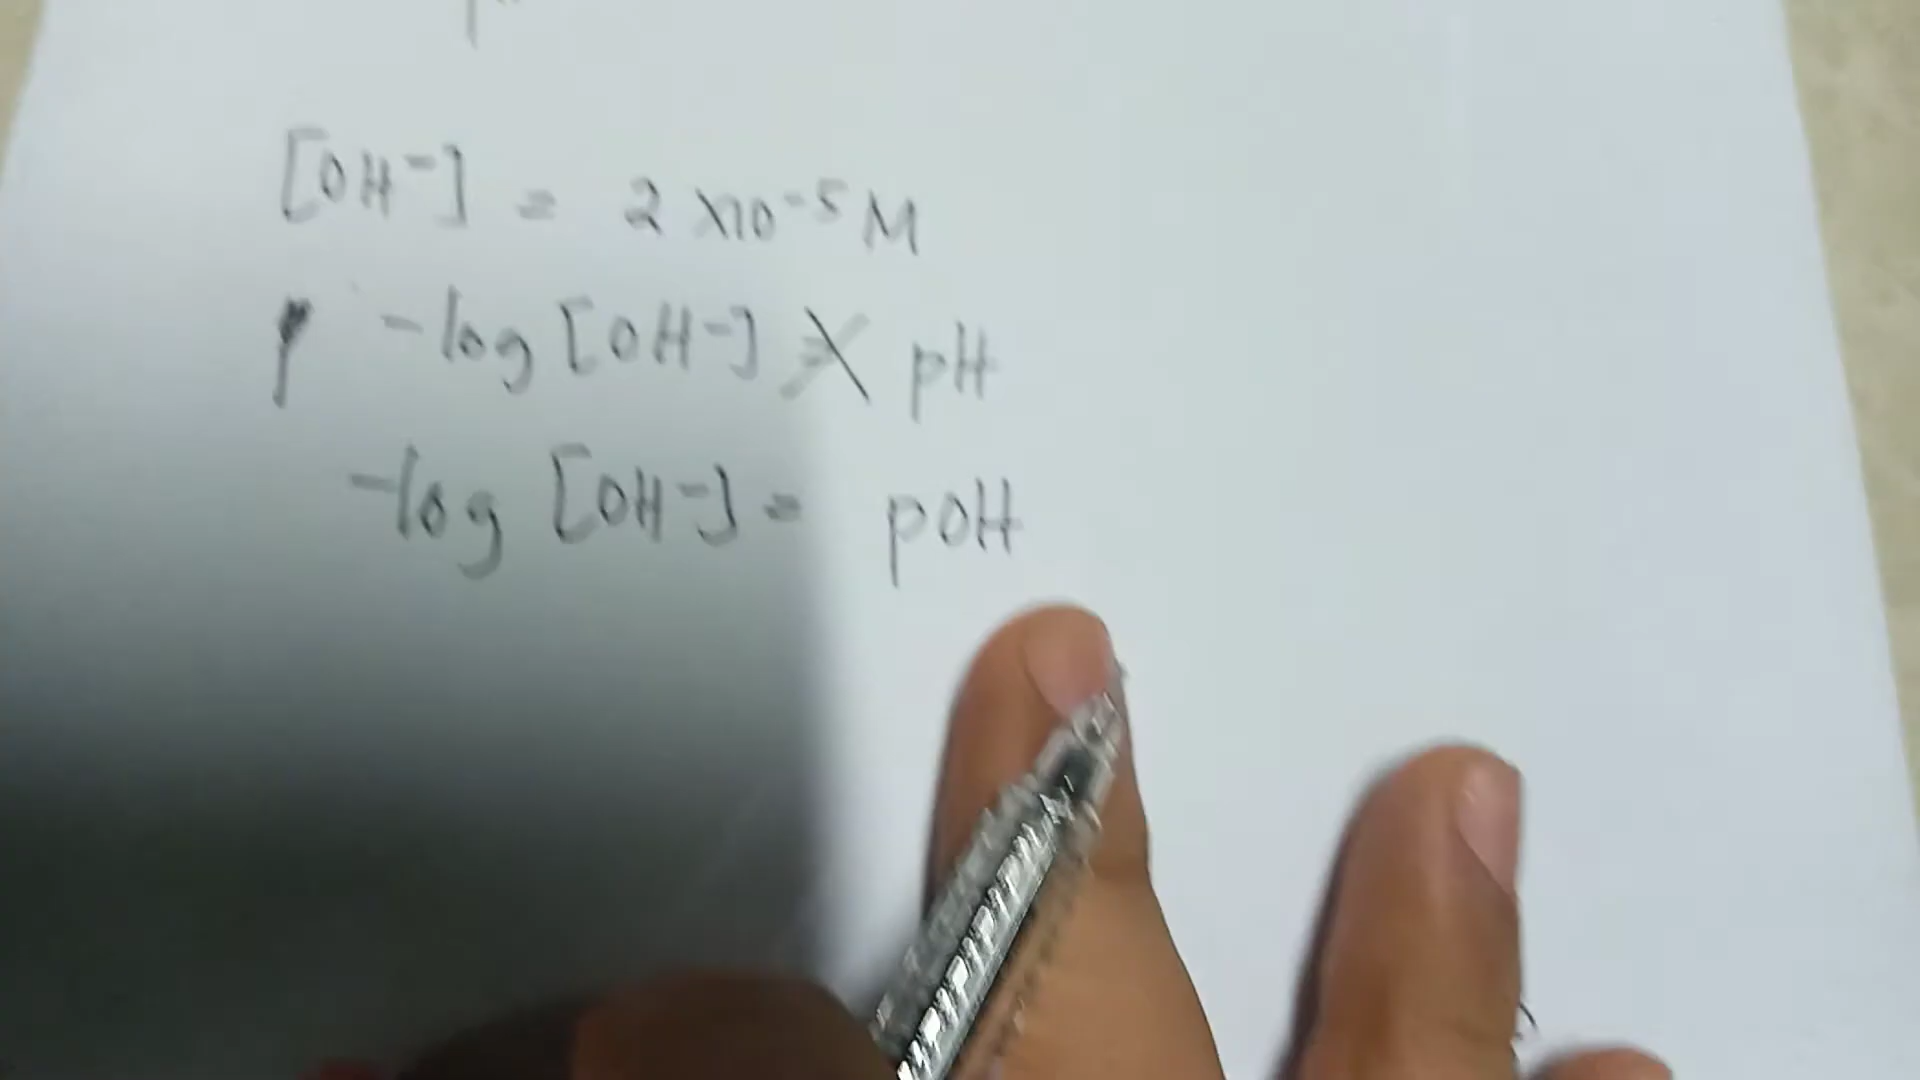 [OH⁻] = 2 x10⁻⁵ M
-log [OH⁻] ≠ pH
-log [OH⁻] = pOH